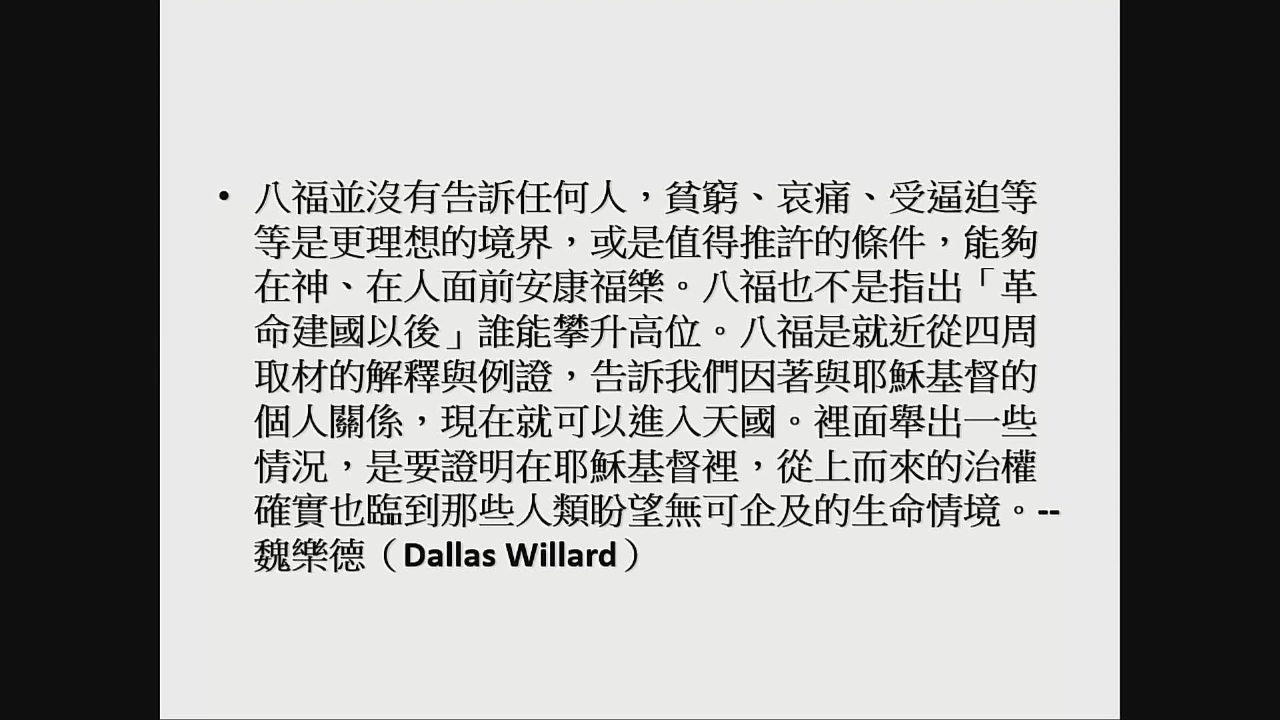 • 八福並沒有告訴任何人，貧窮、哀痛、受逼迫等
等是更理想的境界，或是值得推許的條件，能夠
在神、在人面前安康福樂。八福也不是指出「革
命建國以後」誰能攀升高位。八福是就近從四周
取材的解釋與例證，告訴我們因著與耶穌基督的
個人關係，現在就可以進入天國。裡面舉出一些
情況，是要證明在耶穌基督裡，從上而來的治權
確實也臨到那些人類盼望無可企及的生命情境。--
魏樂德（Dallas Willard）